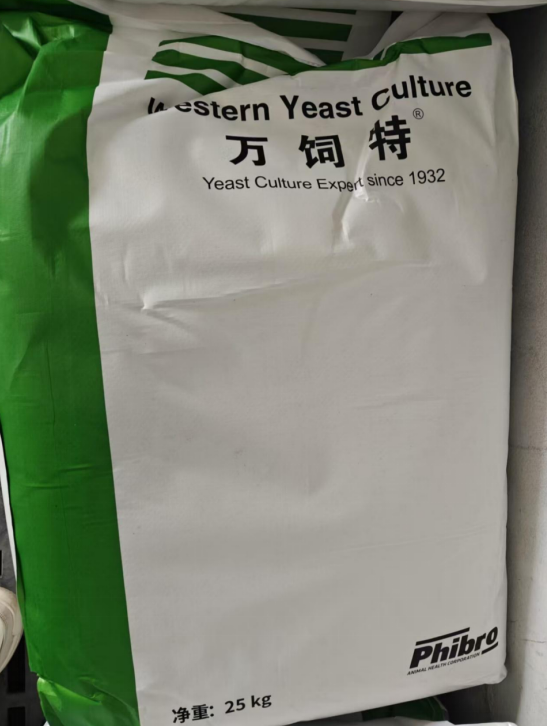 Western Yeast Culture
万饲特®
Yeast Culture Expert since 1932
Phibro
ANIMAL HEALTH CORPORATION
净重: 25 kg